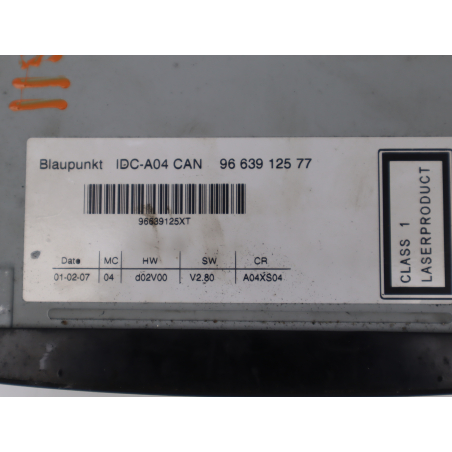 Blaupunkt IDC-A04 CAN 96 639 125 77
96639125XT
Date MC HW SW CR
01-02-07 04 d02V00 V2.80 A04XS04
CLASS 1
LASERPRODUCT